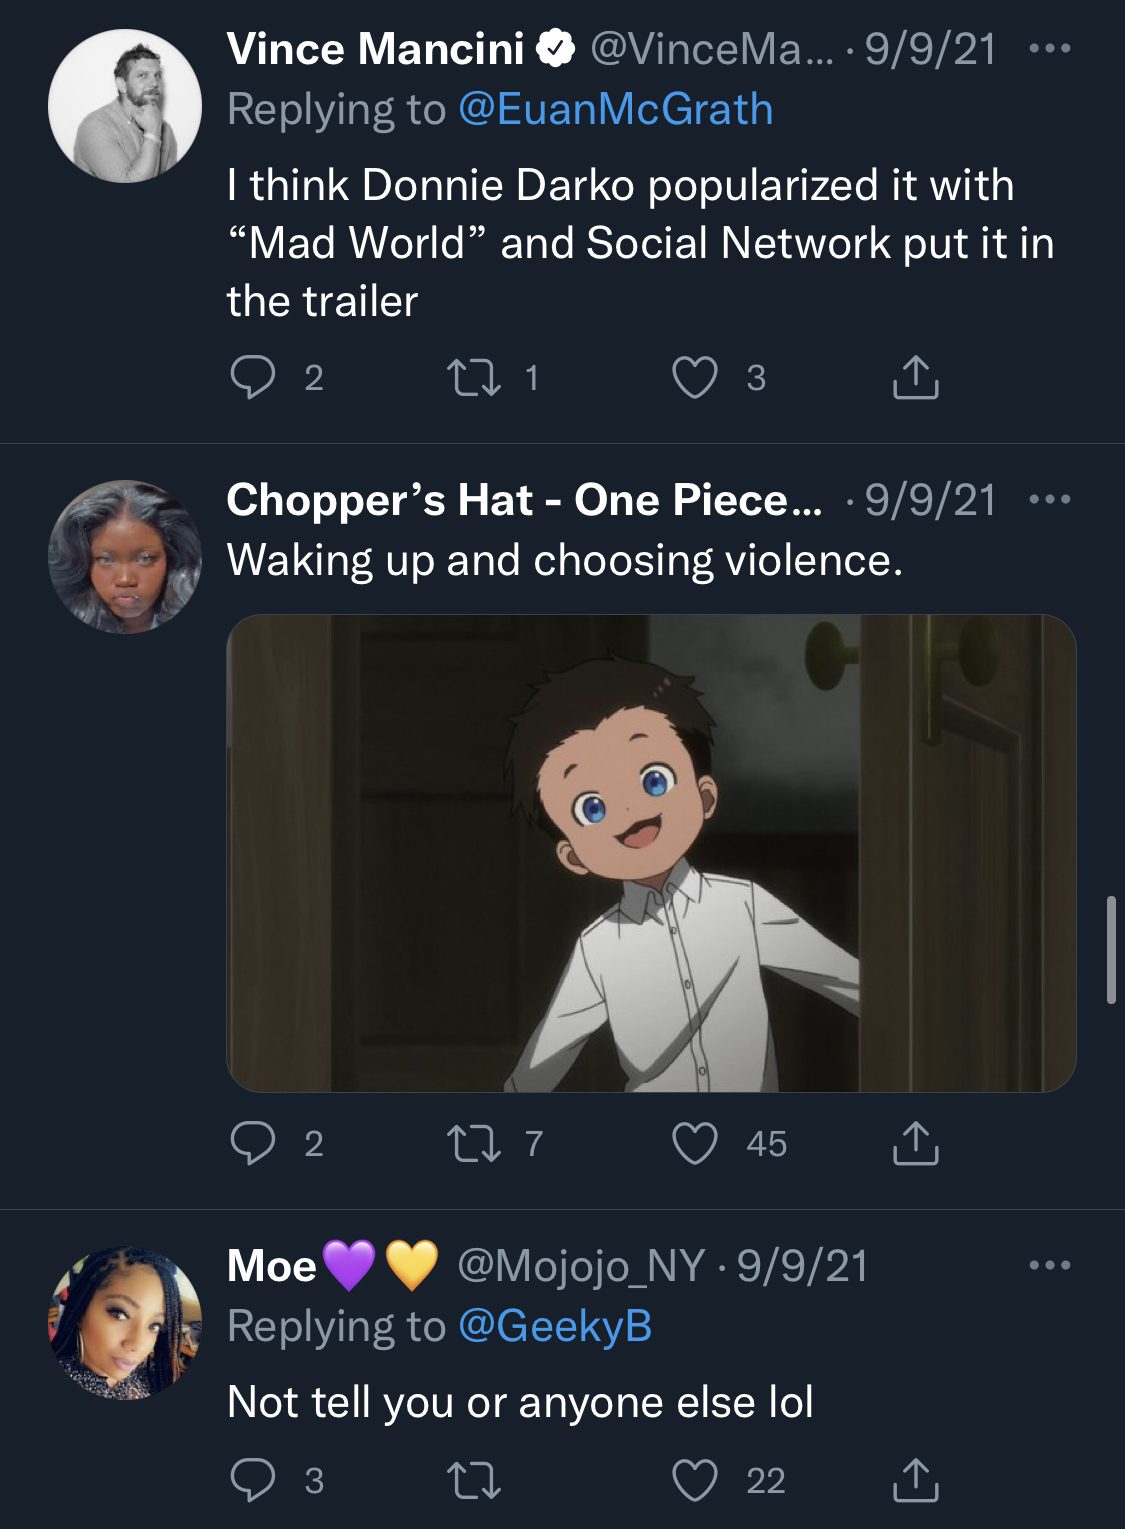 Vince Mancini @VinceMa... · 9/9/21
Replying to @EuanMcGrath
I think Donnie Darko popularized it with
“Mad World” and Social Network put it in
the trailer
2 1 3
Chopper’s Hat - One Piece... · 9/9/21
Waking up and choosing violence.
2 7 45
Moe💜💛 @Mojojo_NY · 9/9/21
Replying to @GeekyB
Not tell you or anyone else lol
3 22